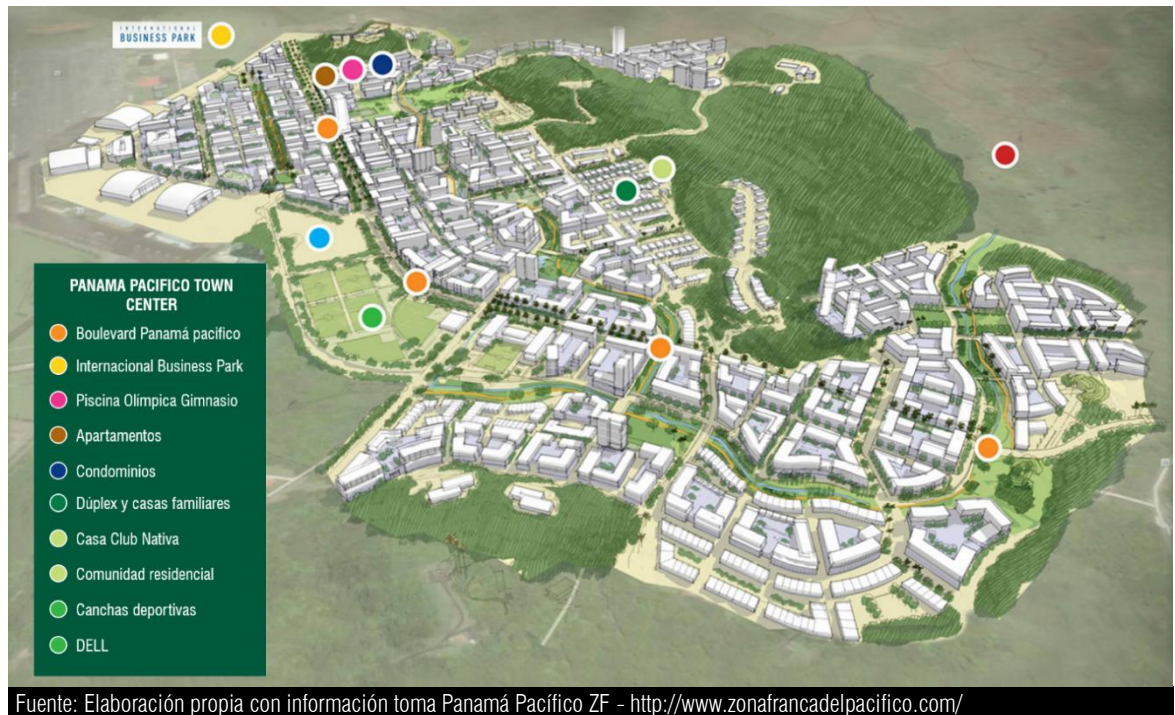 INTERNATIONAL
BUSINESS PARK
PANAMA PACIFICO TOWN
CENTER
Boulevard Panamá pacífico
Internacional Business Park
Piscina Olímpica Gimnasio
Apartamentos
Condominios
Dúplex y casas familiares
Casa Club Nativa
Comunidad residencial
Canchas deportivas
DELL
Fuente: Elaboración propia con información toma Panamá Pacífico ZF - http://www.zonafrancadelpacifico.com/